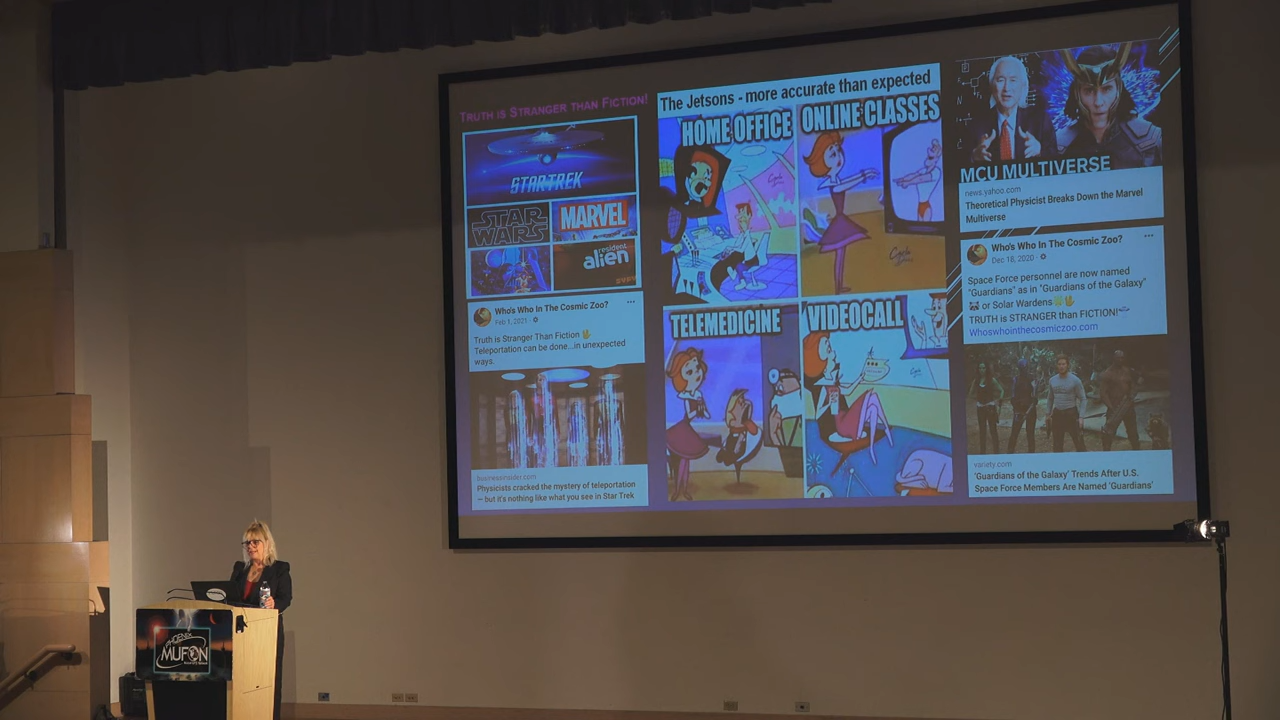 TRUTH IS STRANGER THAN FICTION!
STAR TREK
STAR
WARS
MARVEL
resident
alien
SYFY
Who's Who In The Cosmic Zoo?
Feb 1, 2021
Truth is Stranger Than Fiction
Teleportation can be done...in unexpected
ways.
businessinsider.com
Physicists cracked the mystery of teleportation
— but it's nothing like what you see in Star Trek
The Jetsons - more accurate than expected
HOME OFFICE
ONLINE CLASSES
TELEMEDICINE
VIDEOCALL
MCU MULTIVERSE
news.yahoo.com
Theoretical Physicist Breaks Down the Marvel
Multiverse
Who's Who In The Cosmic Zoo?
Dec 18, 2020
Space Force personnel are now named
"Guardians" as in "Guardians of the Galaxy"
or Solar Wardens
TRUTH is STRANGER than FICTION!
Whoswhointhecosmiczoo.com
variety.com
'Guardians of the Galaxy' Trends After U.S.
Space Force Members Are Named 'Guardians'
PHOENIX
MUFON